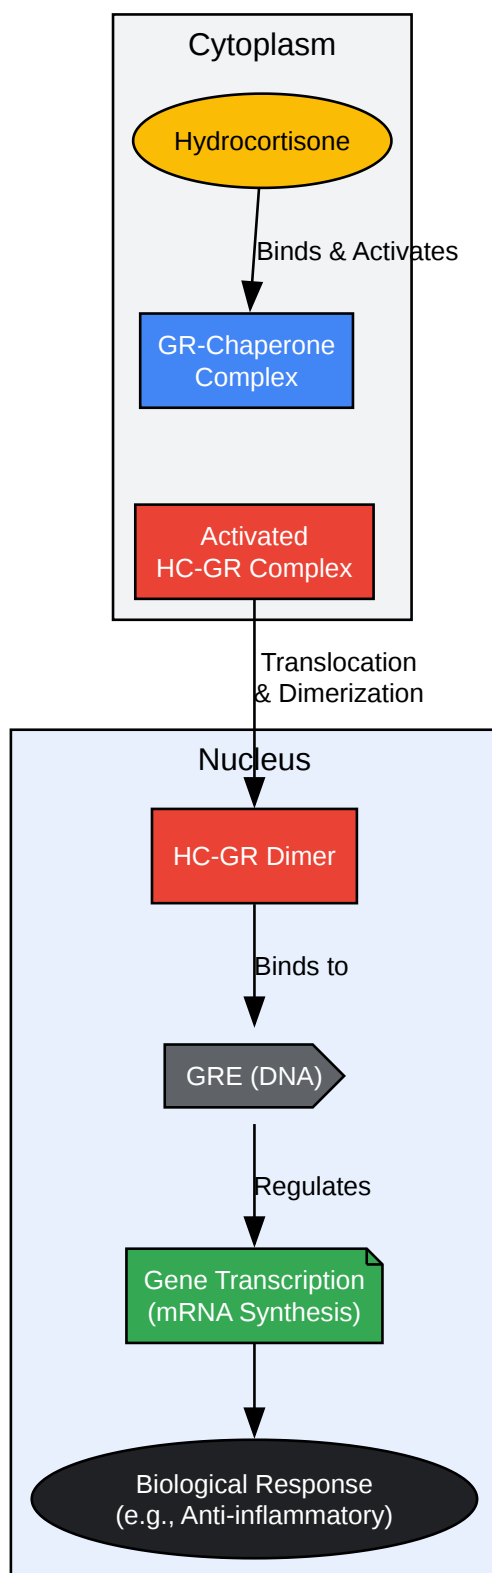 Cytoplasm
Hydrocortisone
Binds & Activates
GR-Chaperone
Complex
Activated
HC-GR Complex
Translocation
& Dimerization
Nucleus
HC-GR Dimer
Binds to
GRE (DNA)
Regulates
Gene Transcription
(mRNA Synthesis)
Biological Response
(e.g., Anti-inflammatory)